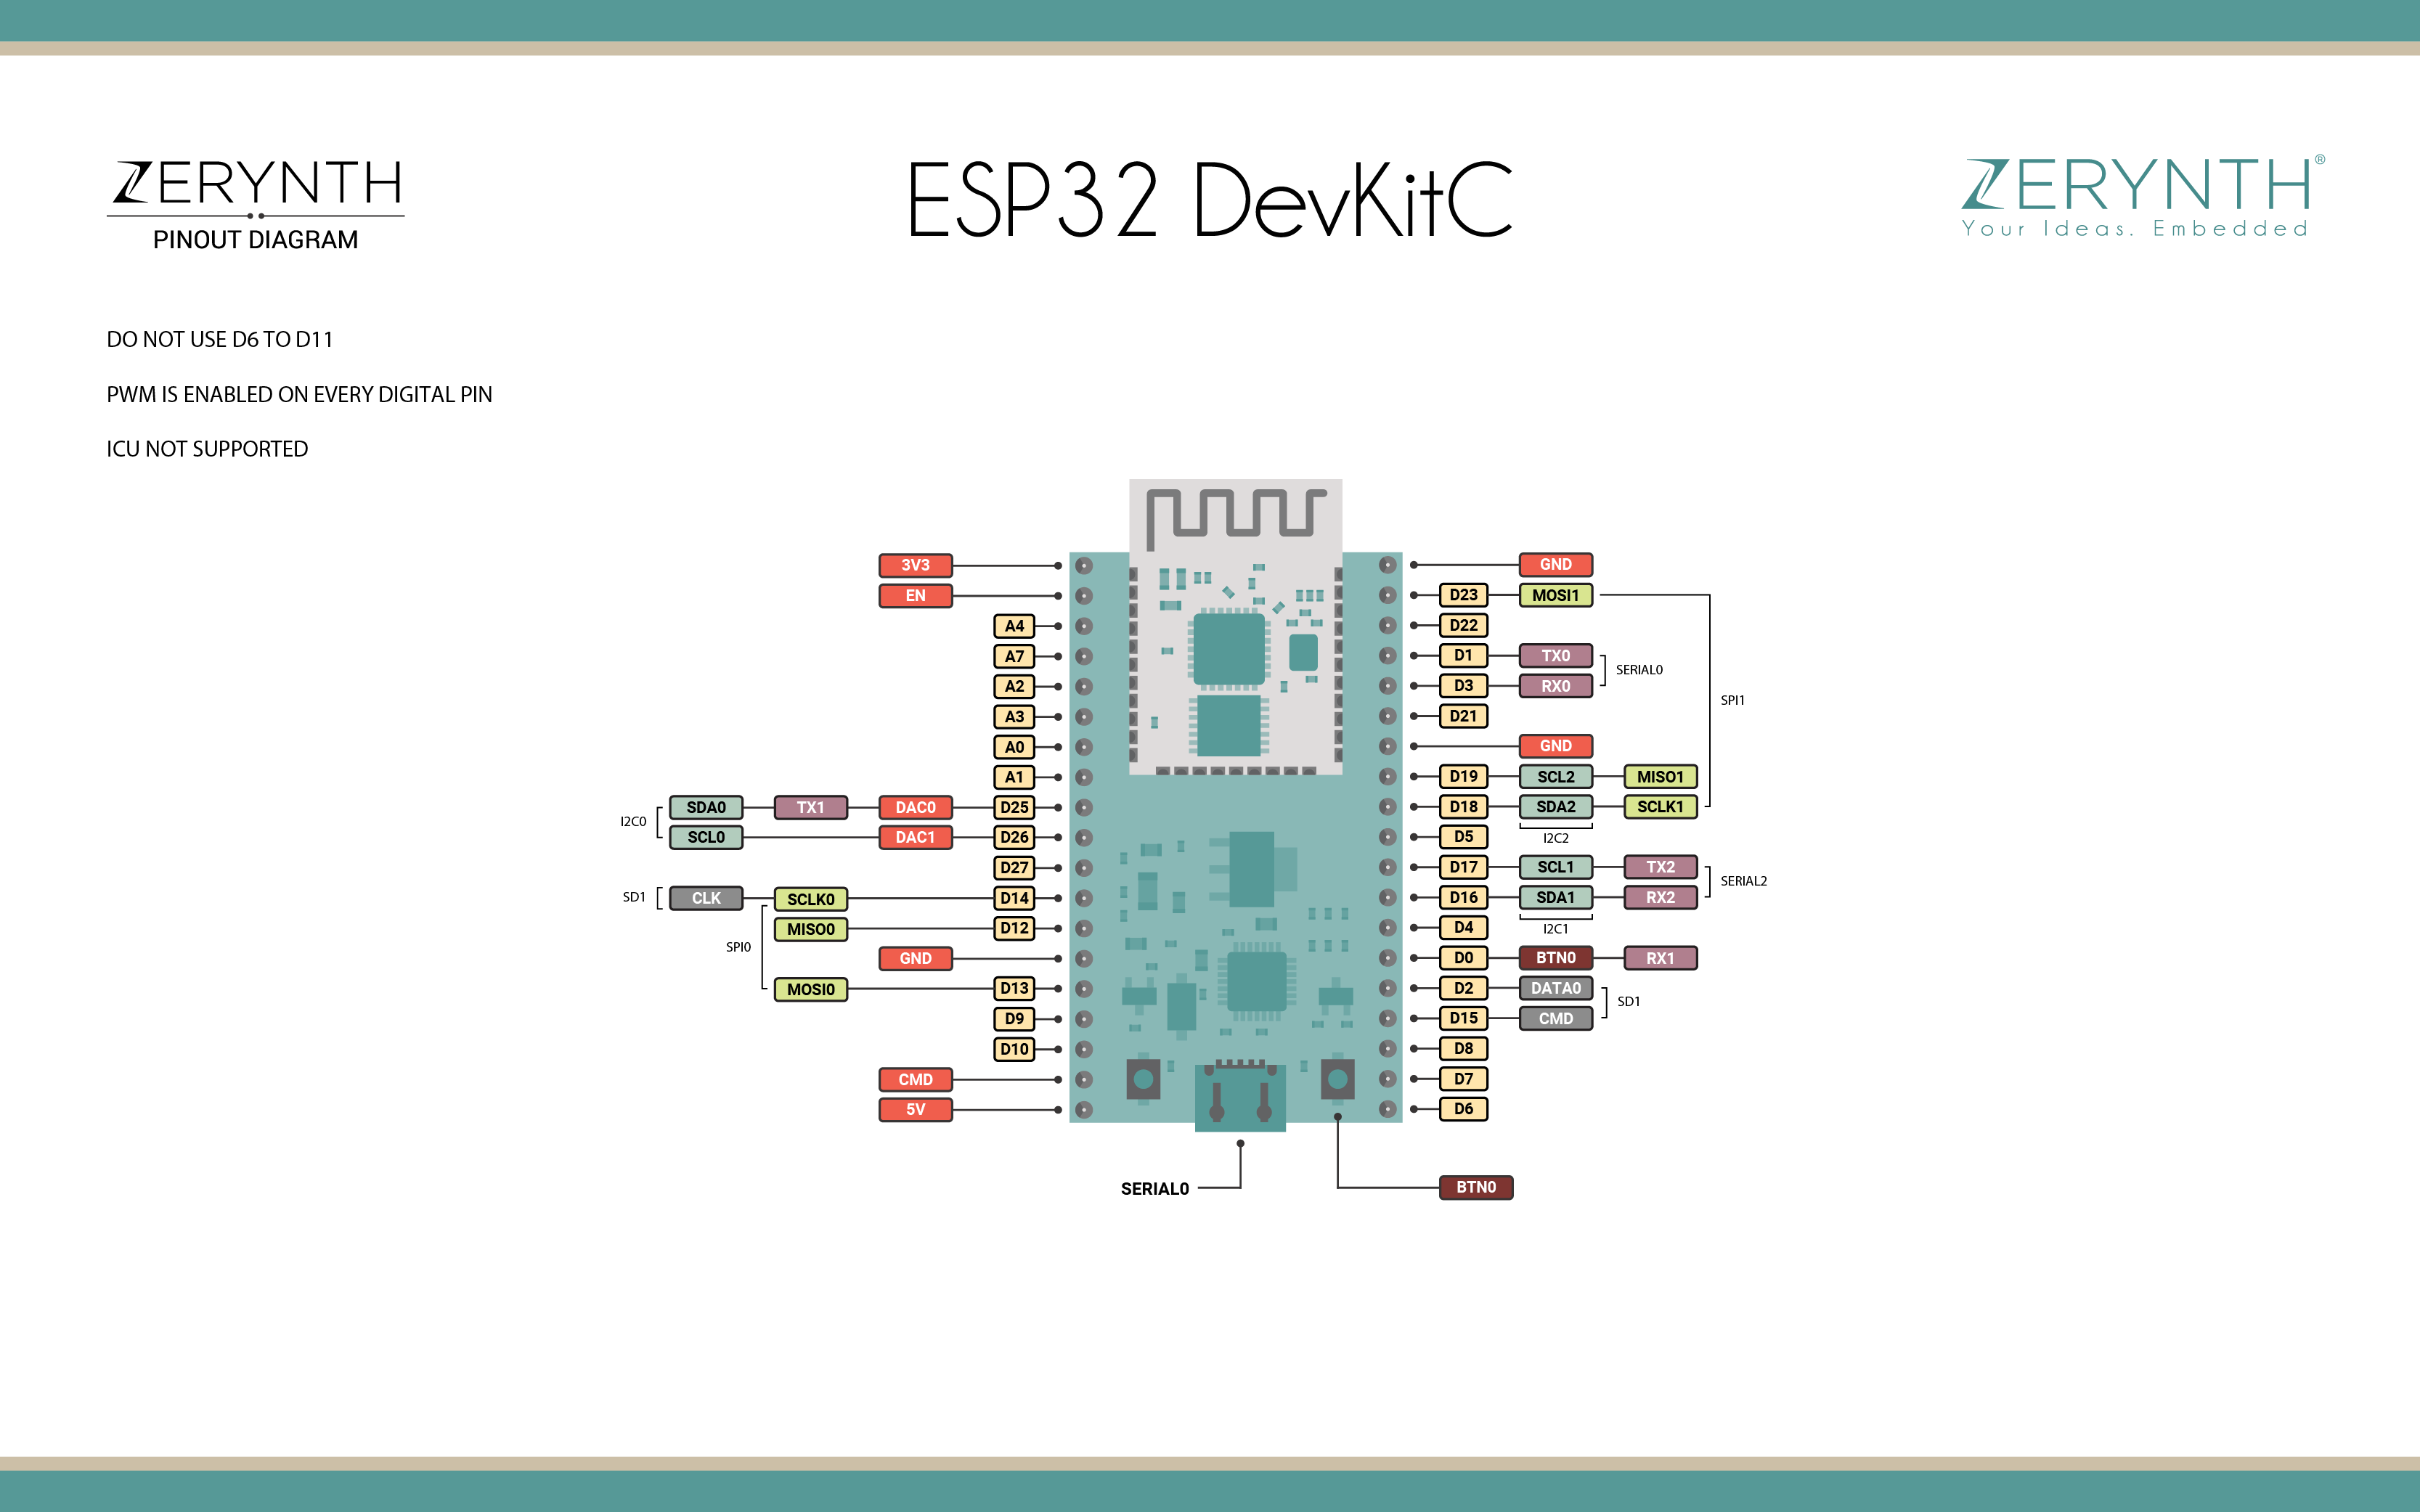 ZERYNTH
PINOUT DIAGRAM
ESP32 DevKitC
ZERYNTH®
Your Ideas. Embedded
DO NOT USE D6 TO D11
PWM IS ENABLED ON EVERY DIGITAL PIN
ICU NOT SUPPORTED
3V3
EN
A4
A7
A2
A3
A0
A1
I2C0
SDA0 TX1 DAC0 D25
SCL0 DAC1 D26
D27
SD1 CLK SCLK0 D14
SPI0
MISO0 D12
GND
MOSI0 D13
D9
D10
CMD
5V
GND
D23 MOSI1
D22
D1 TX0
D3 RX0
SERIAL0
D21
SPI1
GND
D19 SCL2 MISO1
D18 SDA2 SCLK1
I2C2
D5
D17 SCL1 TX2
D16 SDA1 RX2
SERIAL2
I2C1
D4
D0 BTN0 RX1
D2 DATA0
D15 CMD
SD1
D8
D7
D6
SERIAL0
BTN0